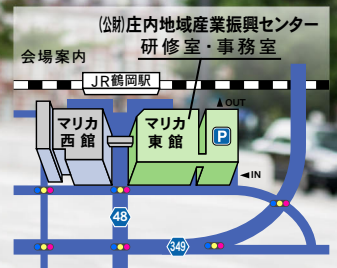 (公財)庄内地域産業振興センター
研修室・事務室
会場案内
JR鶴岡駅
OUT
マリカ
西館
マリカ
東館
P
IN
48
349